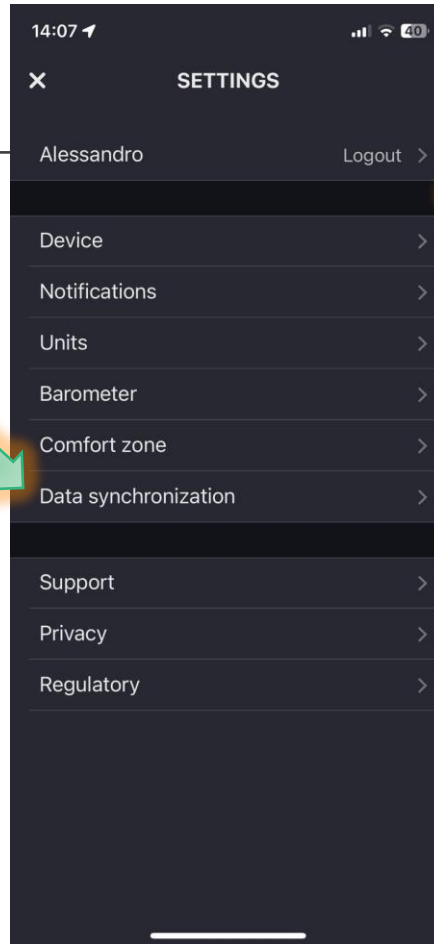 14:07
40
SETTINGS
Alessandro Logout
Device
Notifications
Units
Barometer
Comfort zone
Data synchronization
Support
Privacy
Regulatory